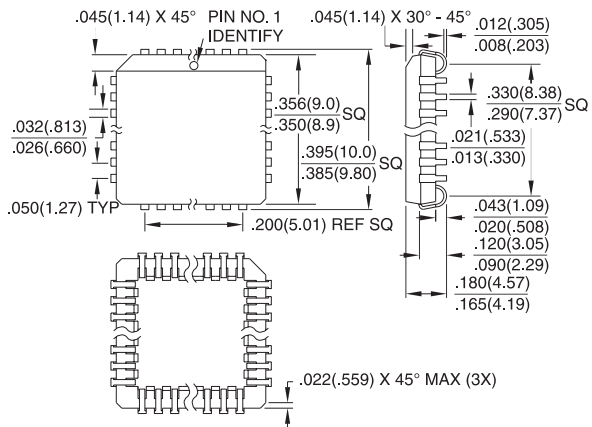 .045(1.14) X 45°
PIN NO. 1
IDENTIFY
.045(1.14) X 30° - 45°
.012(.305)
.008(.203)
.356(9.0)
.350(8.9)
SQ
.330(8.38)
.290(7.37)
SQ
.032(.813)
.026(.660)
.021(.533)
.013(.330)
.395(10.0)
.385(9.80)
SQ
.050(1.27) TYP
.200(5.01) REF SQ
.043(1.09)
.020(.508)
.120(3.05)
.090(2.29)
.180(4.57)
.165(4.19)
.022(.559) X 45° MAX (3X)